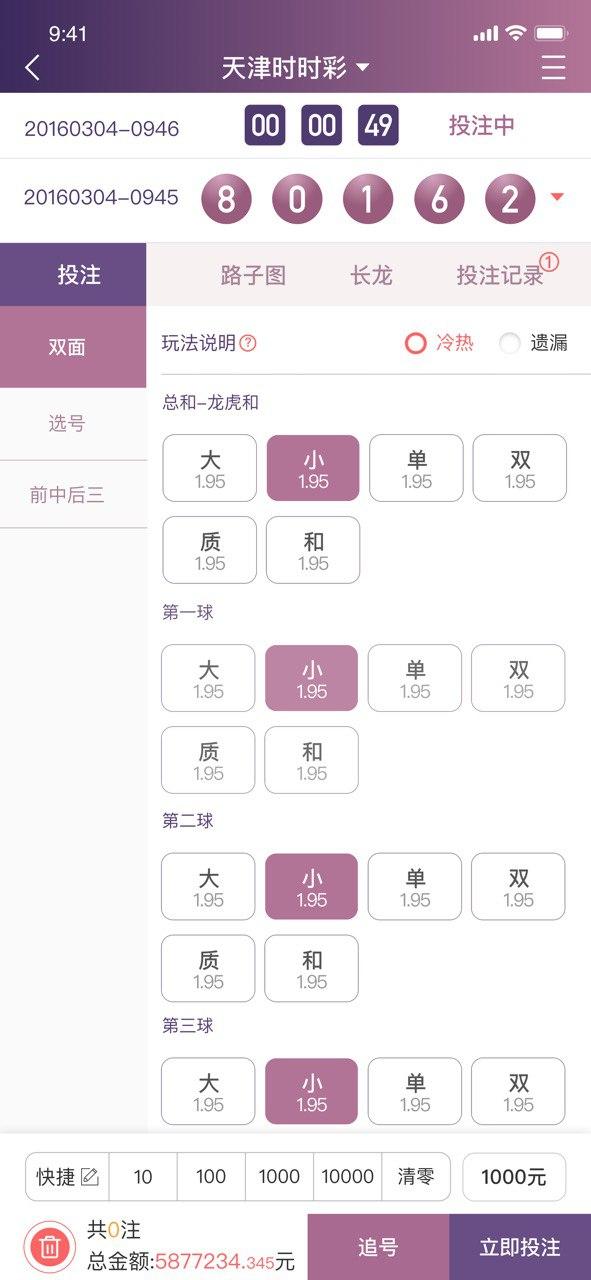 9:41
天津时时彩
20160304-0946 00 00 49 投注中
20160304-0945 8 0 1 6 2
投注 路子图 长龙 投注记录 1
双面
选号
前中后三
玩法说明 ? 冷热 遗漏
总和-龙虎和
大 小 单 双
1.95 1.95 1.95 1.95
质 和
1.95 1.95
第一球
大 小 单 双
1.95 1.95 1.95 1.95
质 和
1.95 1.95
第二球
大 小 单 双
1.95 1.95 1.95 1.95
质 和
1.95 1.95
第三球
大 小 单 双
1.95 1.95 1.95 1.95
快捷 10 100 1000 10000 清零 1000元
共0注
总金额:5877234.345元
追号 立即投注